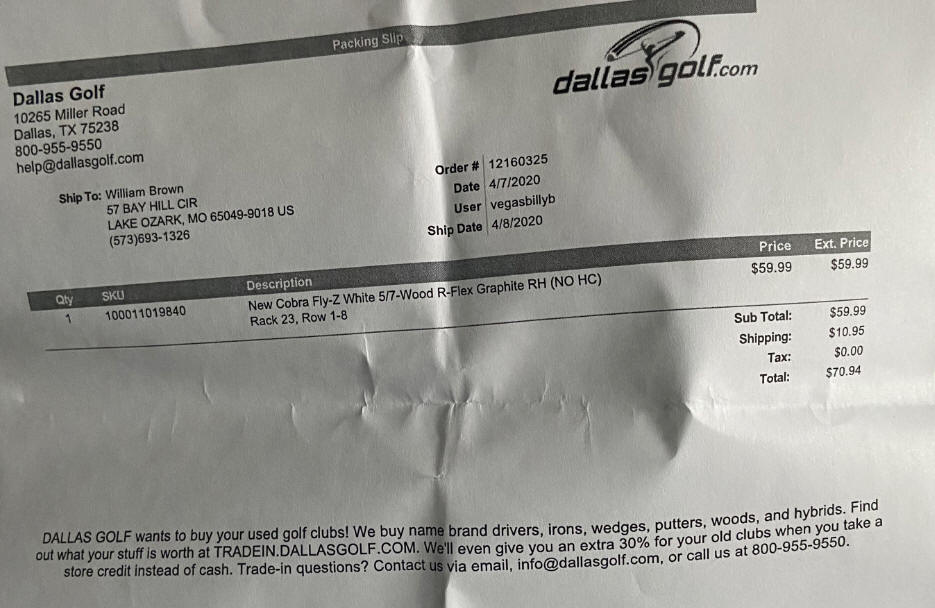 Packing Slip
dallasgolf.com
Dallas Golf
10265 Miller Road
Dallas, TX 75238
800-955-9550
help@dallasgolf.com
Ship To: William Brown
57 BAY HILL CIR
LAKE OZARK, MO 65049-9018 US
(573)693-1326
Order # 12160325
Date 4/7/2020
User vegasbillyb
Ship Date 4/8/2020
Qty SKU Description Price Ext. Price
1 100011019840 New Cobra Fly-Z White 5/7-Wood R-Flex Graphite RH (NO HC) $59.99 $59.99
Rack 23, Row 1-8
Sub Total: $59.99
Shipping: $10.95
Tax: $0.00
Total: $70.94
DALLAS GOLF wants to buy your used golf clubs! We buy name brand drivers, irons, wedges, putters, woods, and hybrids. Find
out what your stuff is worth at TRADEIN.DALLASGOLF.COM. We'll even give you an extra 30% for your old clubs when you take a
store credit instead of cash. Trade-in questions? Contact us via email, info@dallasgolf.com, or call us at 800-955-9550.